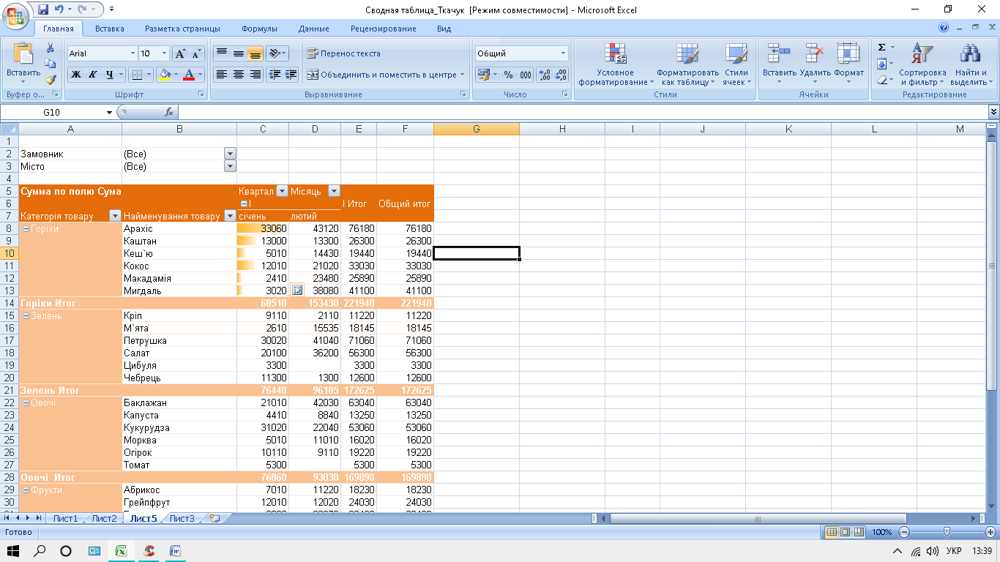 Сводная таблица_Ткачук [Режим совместимости] - Microsoft Excel
Главная Вставка Разметка страницы Формулы Данные Рецензирование Вид
Вставить
Буфер о...
Arial 10
Ж К Ч
Шрифт
Перенос текста
Объединить и поместить в центре
Выравнивание
Общий
% 000
Число
Условное форматирование
Форматировать как таблицу
Стили ячеек
Стили
Вставить Удалить Формат
Ячейки
Σ
Сортировка и фильтр
Найти и выделить
Редактирование
G10 fx
A B C D E F G H I J K L M
1
2 Замовник (Все)
3 Місто (Все)
4
5 Сумма по полю Сума Квартал Місяць
6 I I Итог Общий итог
7 Категорія товару Найменування товару січень лютий
8 Горіхи Арахіс 33060 43120 76180 76180
9 Каштан 13000 13300 26300 26300
10 Кеш`ю 5010 14430 19440 19440
11 Кокос 12010 21020 33030 33030
12 Макадамія 2410 23480 25890 25890
13 Мигдаль 3020 38080 41100 41100
14 Горіхи Итог 68510 153430 221940 221940
15 Зелень Кріп 9110 2110 11220 11220
16 М`ята 2610 15535 18145 18145
17 Петрушка 30020 41040 71060 71060
18 Салат 20100 36200 56300 56300
19 Цибуля 3300 3300 3300
20 Чебрець 11300 1300 12600 12600
21 Зелень Итог 76440 96185 172625 172625
22 Овочі Баклажан 21010 42030 63040 63040
23 Капуста 4410 8840 13250 13250
24 Кукурудза 31020 22040 53060 53060
25 Морква 5010 11010 16020 16020
26 Огірок 10110 9110 19220 19220
27 Томат 5300 5300 5300
28 Овочі Итог 76860 93030 169890 169890
29 Фрукти Абрикос 7010 11220 18230 18230
30 Грейпфрут 12010 12020 24030 24030
Лист1 Лист2 Лист5 Лист3
Готово 100%
УКР 13:39